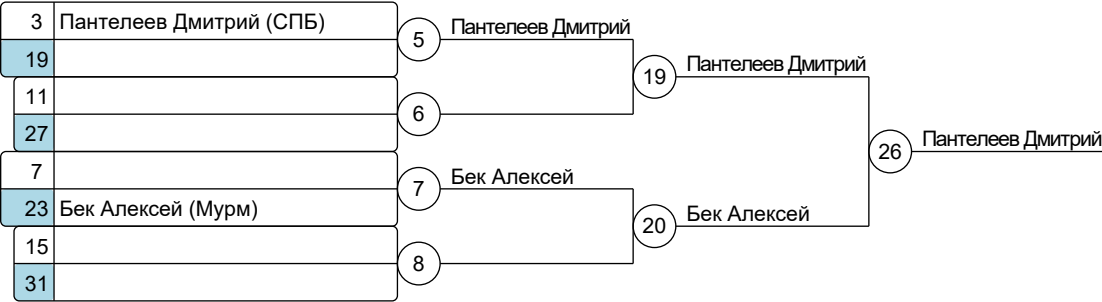 3 Пантелеев Дмитрий (СПБ)
19
5 Пантелеев Дмитрий
11
27
6
19 Пантелеев Дмитрий
7
23 Бек Алексей (Мурм)
7 Бек Алексей
15
31
8
20 Бек Алексей
26 Пантелеев Дмитрий